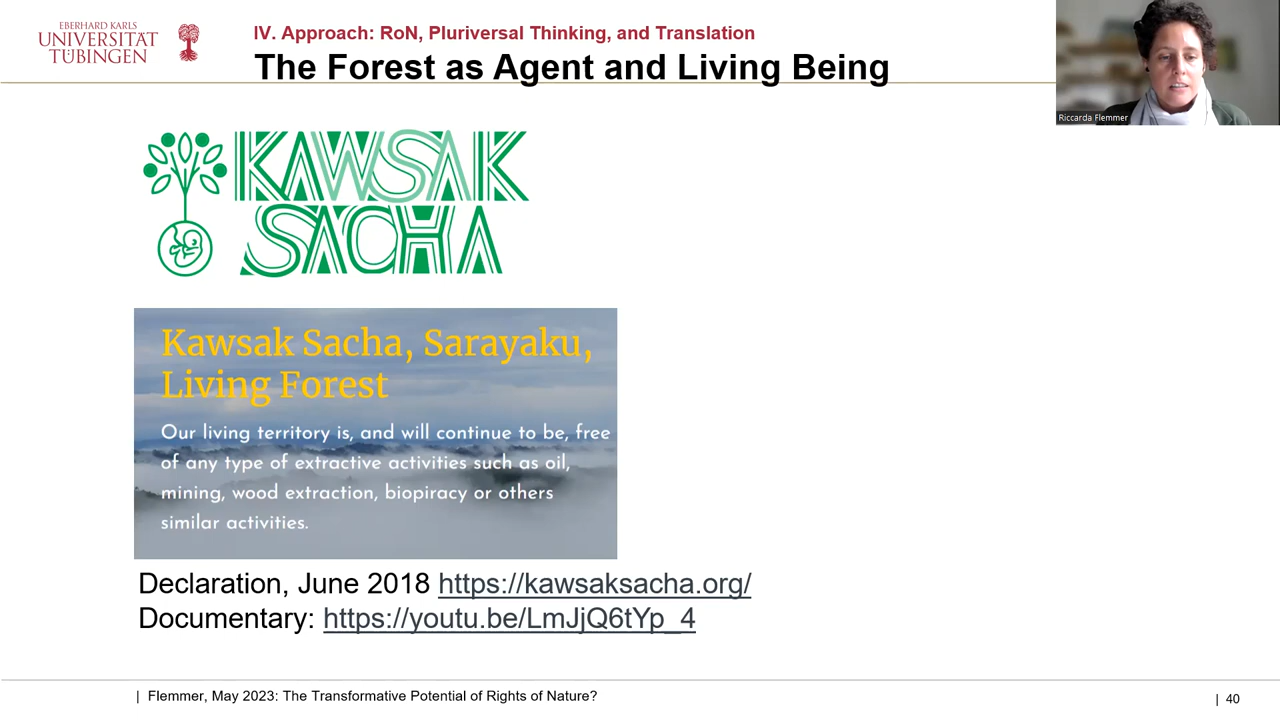 EBERHARD KARLS
UNIVERSITÄT
TÜBINGEN
IV. Approach: RoN, Pluriversal Thinking, and Translation
The Forest as Agent and Living Being
Riccarda Flemmer
KAWSAK
SACHA
Kawsak Sacha, Sarayaku,
Living Forest
Our living territory is, and will continue to be, free
of any type of extractive activities such as oil,
mining, wood extraction, biopiracy or others
similar activities.
Declaration, June 2018 https://kawsaksacha.org/
Documentary: https://youtu.be/LmJjQ6tYp_4
| Flemmer, May 2023: The Transformative Potential of Rights of Nature?
| 40